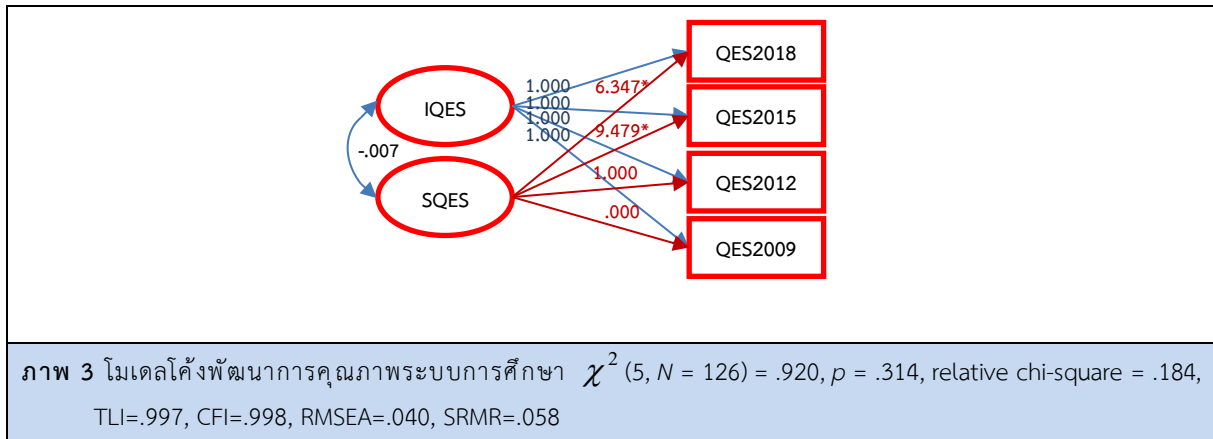 QES2018
1.000
6.347*
IQES
1.000
QES2015
1.000
9.479*
1.000
-.007
1.000
QES2012
SQES
.000
QES2009
ภาพ 3 โมเดลโค้งพัฒนาการคุณภาพระบบการศึกษา χ² (5, N = 126) = .920, p = .314, relative chi-square = .184,
TLI=.997, CFI=.998, RMSEA=.040, SRMR=.058